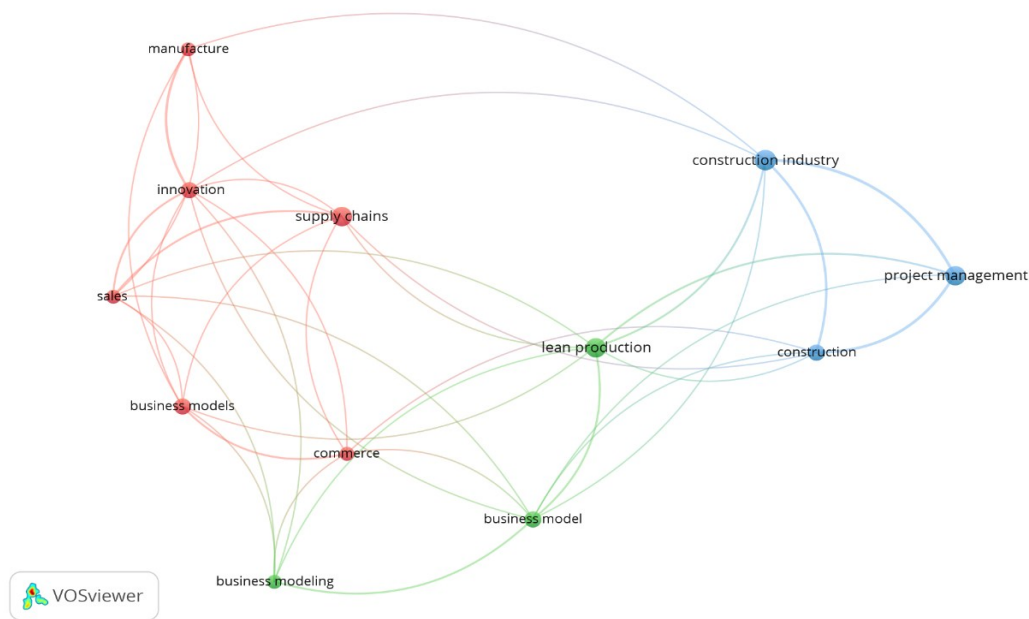 manufacture
construction industry
innovation
supply chains
project management
sales
lean production
construction
business models
commerce
business model
business modeling
VOSviewer